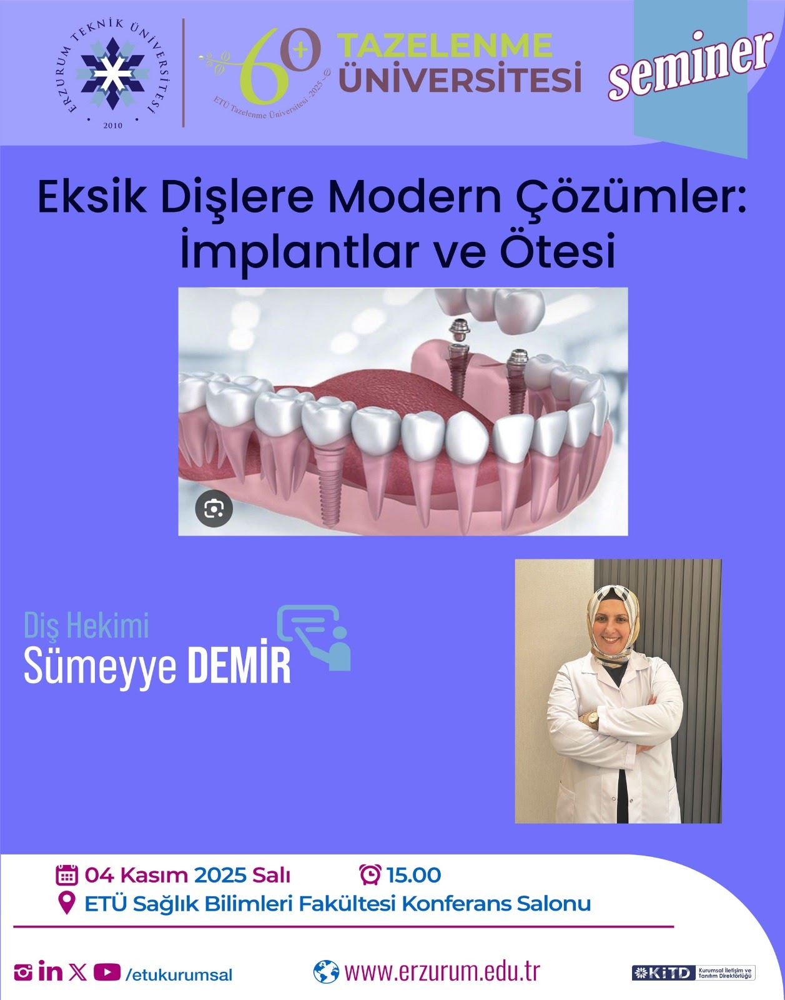 ERZURUM TEKNİK ÜNİVERSİTESİ
2010
60+
ETÜ Tazelenme Üniversitesi -2025-
TAZELENME
ÜNİVERSİTESİ
seminer
Eksik Dişlere Modern Çözümler:
İmplantlar ve Ötesi
Diş Hekimi
Sümeyye DEMİR
04 Kasım 2025 Salı
15.00
ETÜ Sağlık Bilimleri Fakültesi Konferans Salonu
/etukurumsal
www.erzurum.edu.tr
KİTD
Kurumsal İletişim ve
Tanıtım Direktörlüğü